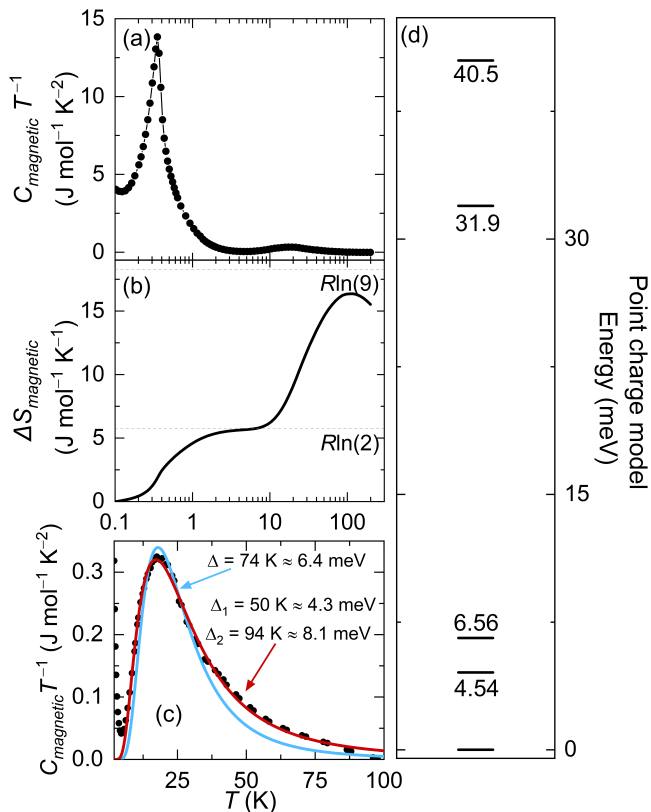 (a)
C_magnetic T⁻¹
(J mol⁻¹ K⁻²)
15
10
5
0
(b)
Rln(9)
Rln(2)
ΔS_magnetic
(J mol⁻¹ K⁻¹)
15
10
5
0
0.1
1
10
100
(c)
C_magnetic T⁻¹ (J mol⁻¹ K⁻²)
0.3
0.2
0.1
0.0
Δ = 74 K ≈ 6.4 meV
Δ₁ = 50 K ≈ 4.3 meV
Δ₂ = 94 K ≈ 8.1 meV
25
50
75
100
T (K)
(d)
40.5
31.9
6.56
4.54
30
15
0
Point charge model
Energy (meV)